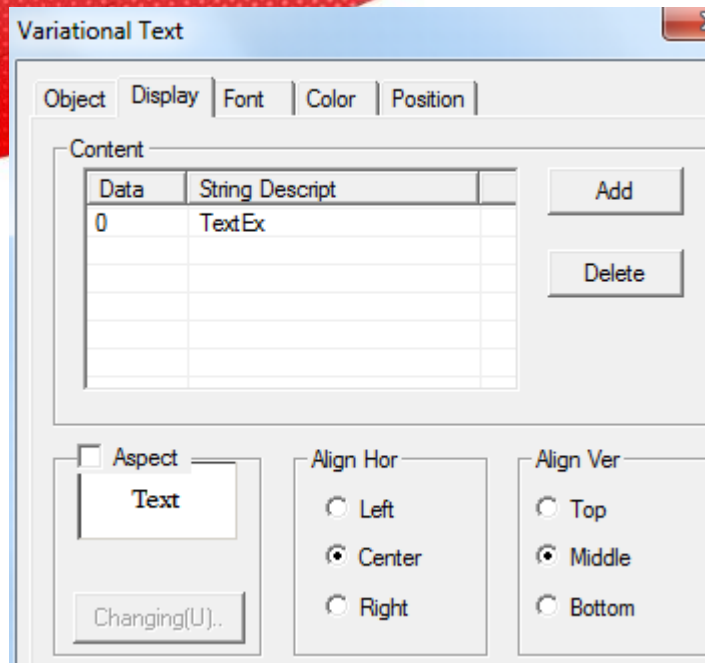 Variational Text
Object Display Font Color Position
Content
Data String Descript
0 TextEx
Add
Delete
Aspect
Text
Changing(U)..
Align Hor
Left
Center
Right
Align Ver
Top
Middle
Bottom